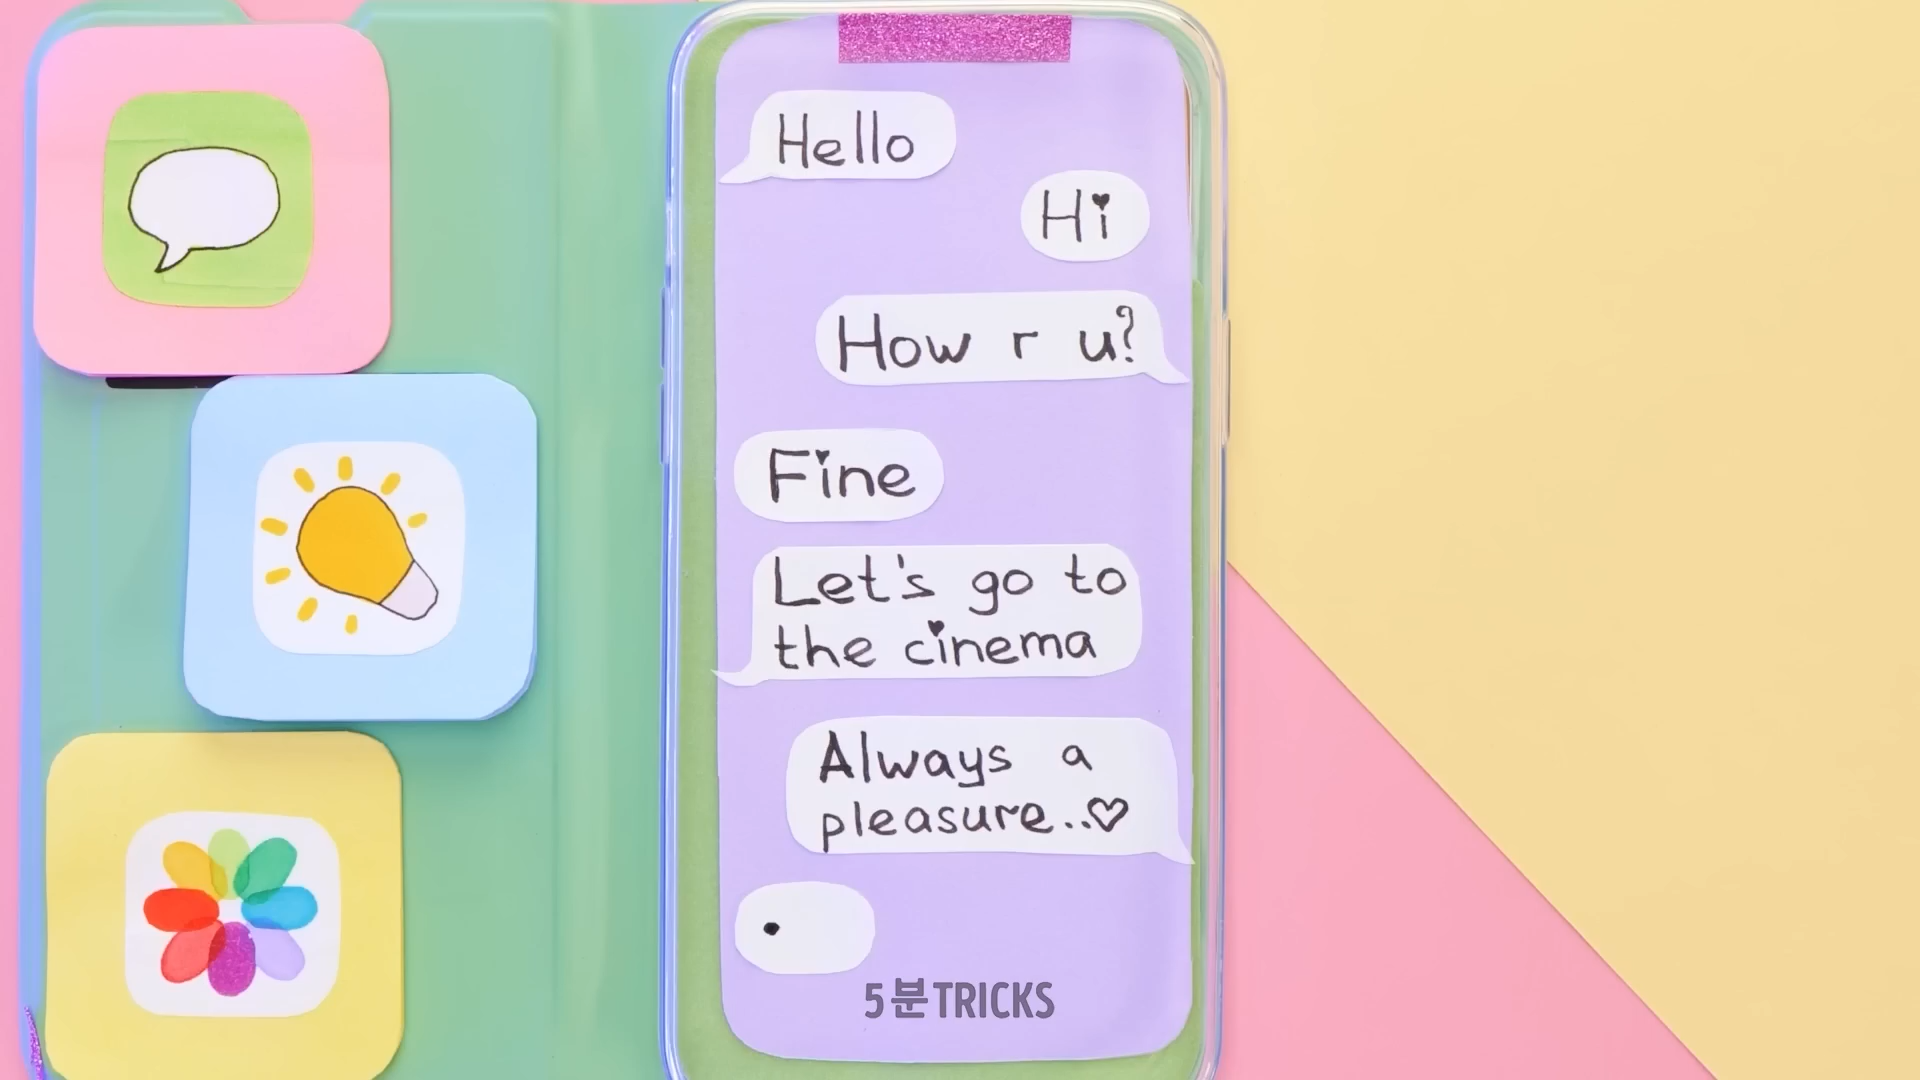 Hello
Hi
How r u?
Fine
Let's go to
the cinema
Always a
pleasure..♡
5분TRICKS